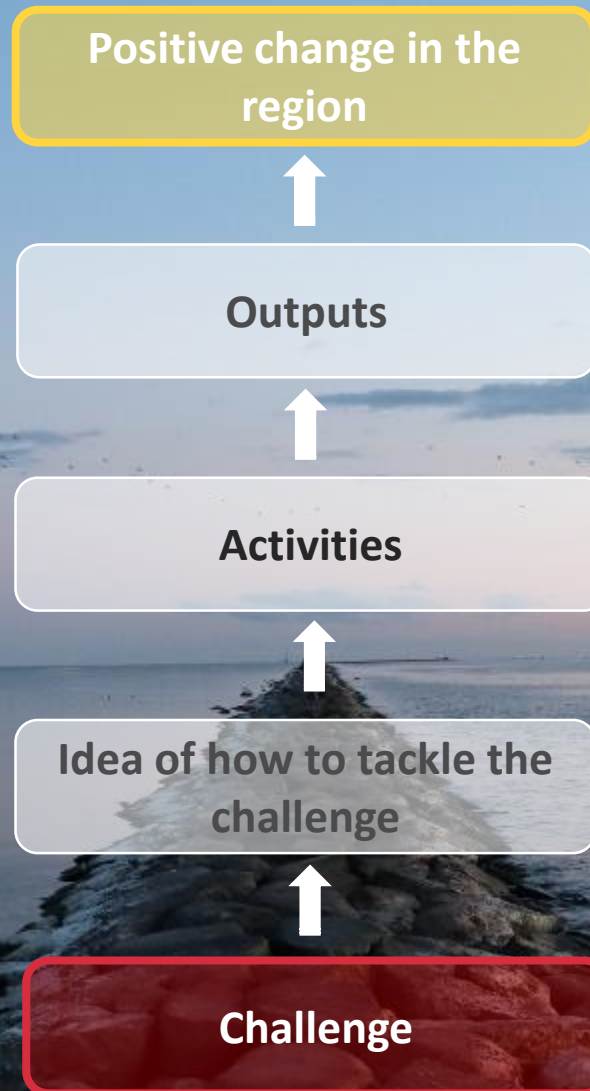 Positive change in the
region
Outputs
Activities
Idea of how to tackle the
challenge
Challenge